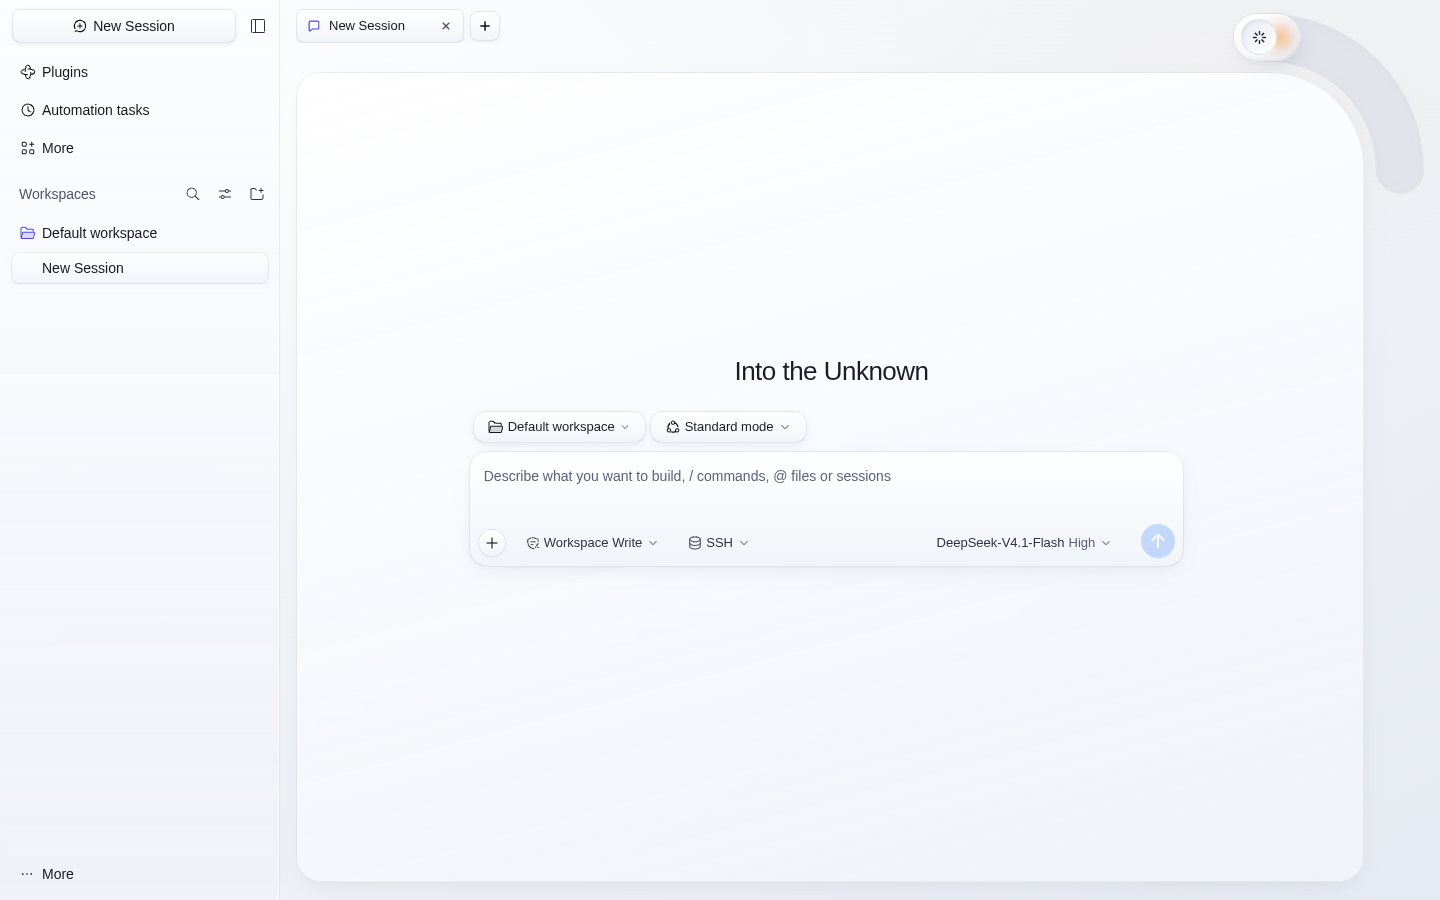 New Session
Plugins
Automation tasks
More
Workspaces
Default workspace
New Session
More
New Session
Into the Unknown
Default workspace
Standard mode
Describe what you want to build, / commands, @ files or sessions
Workspace Write
SSH
DeepSeek-V4.1-Flash High